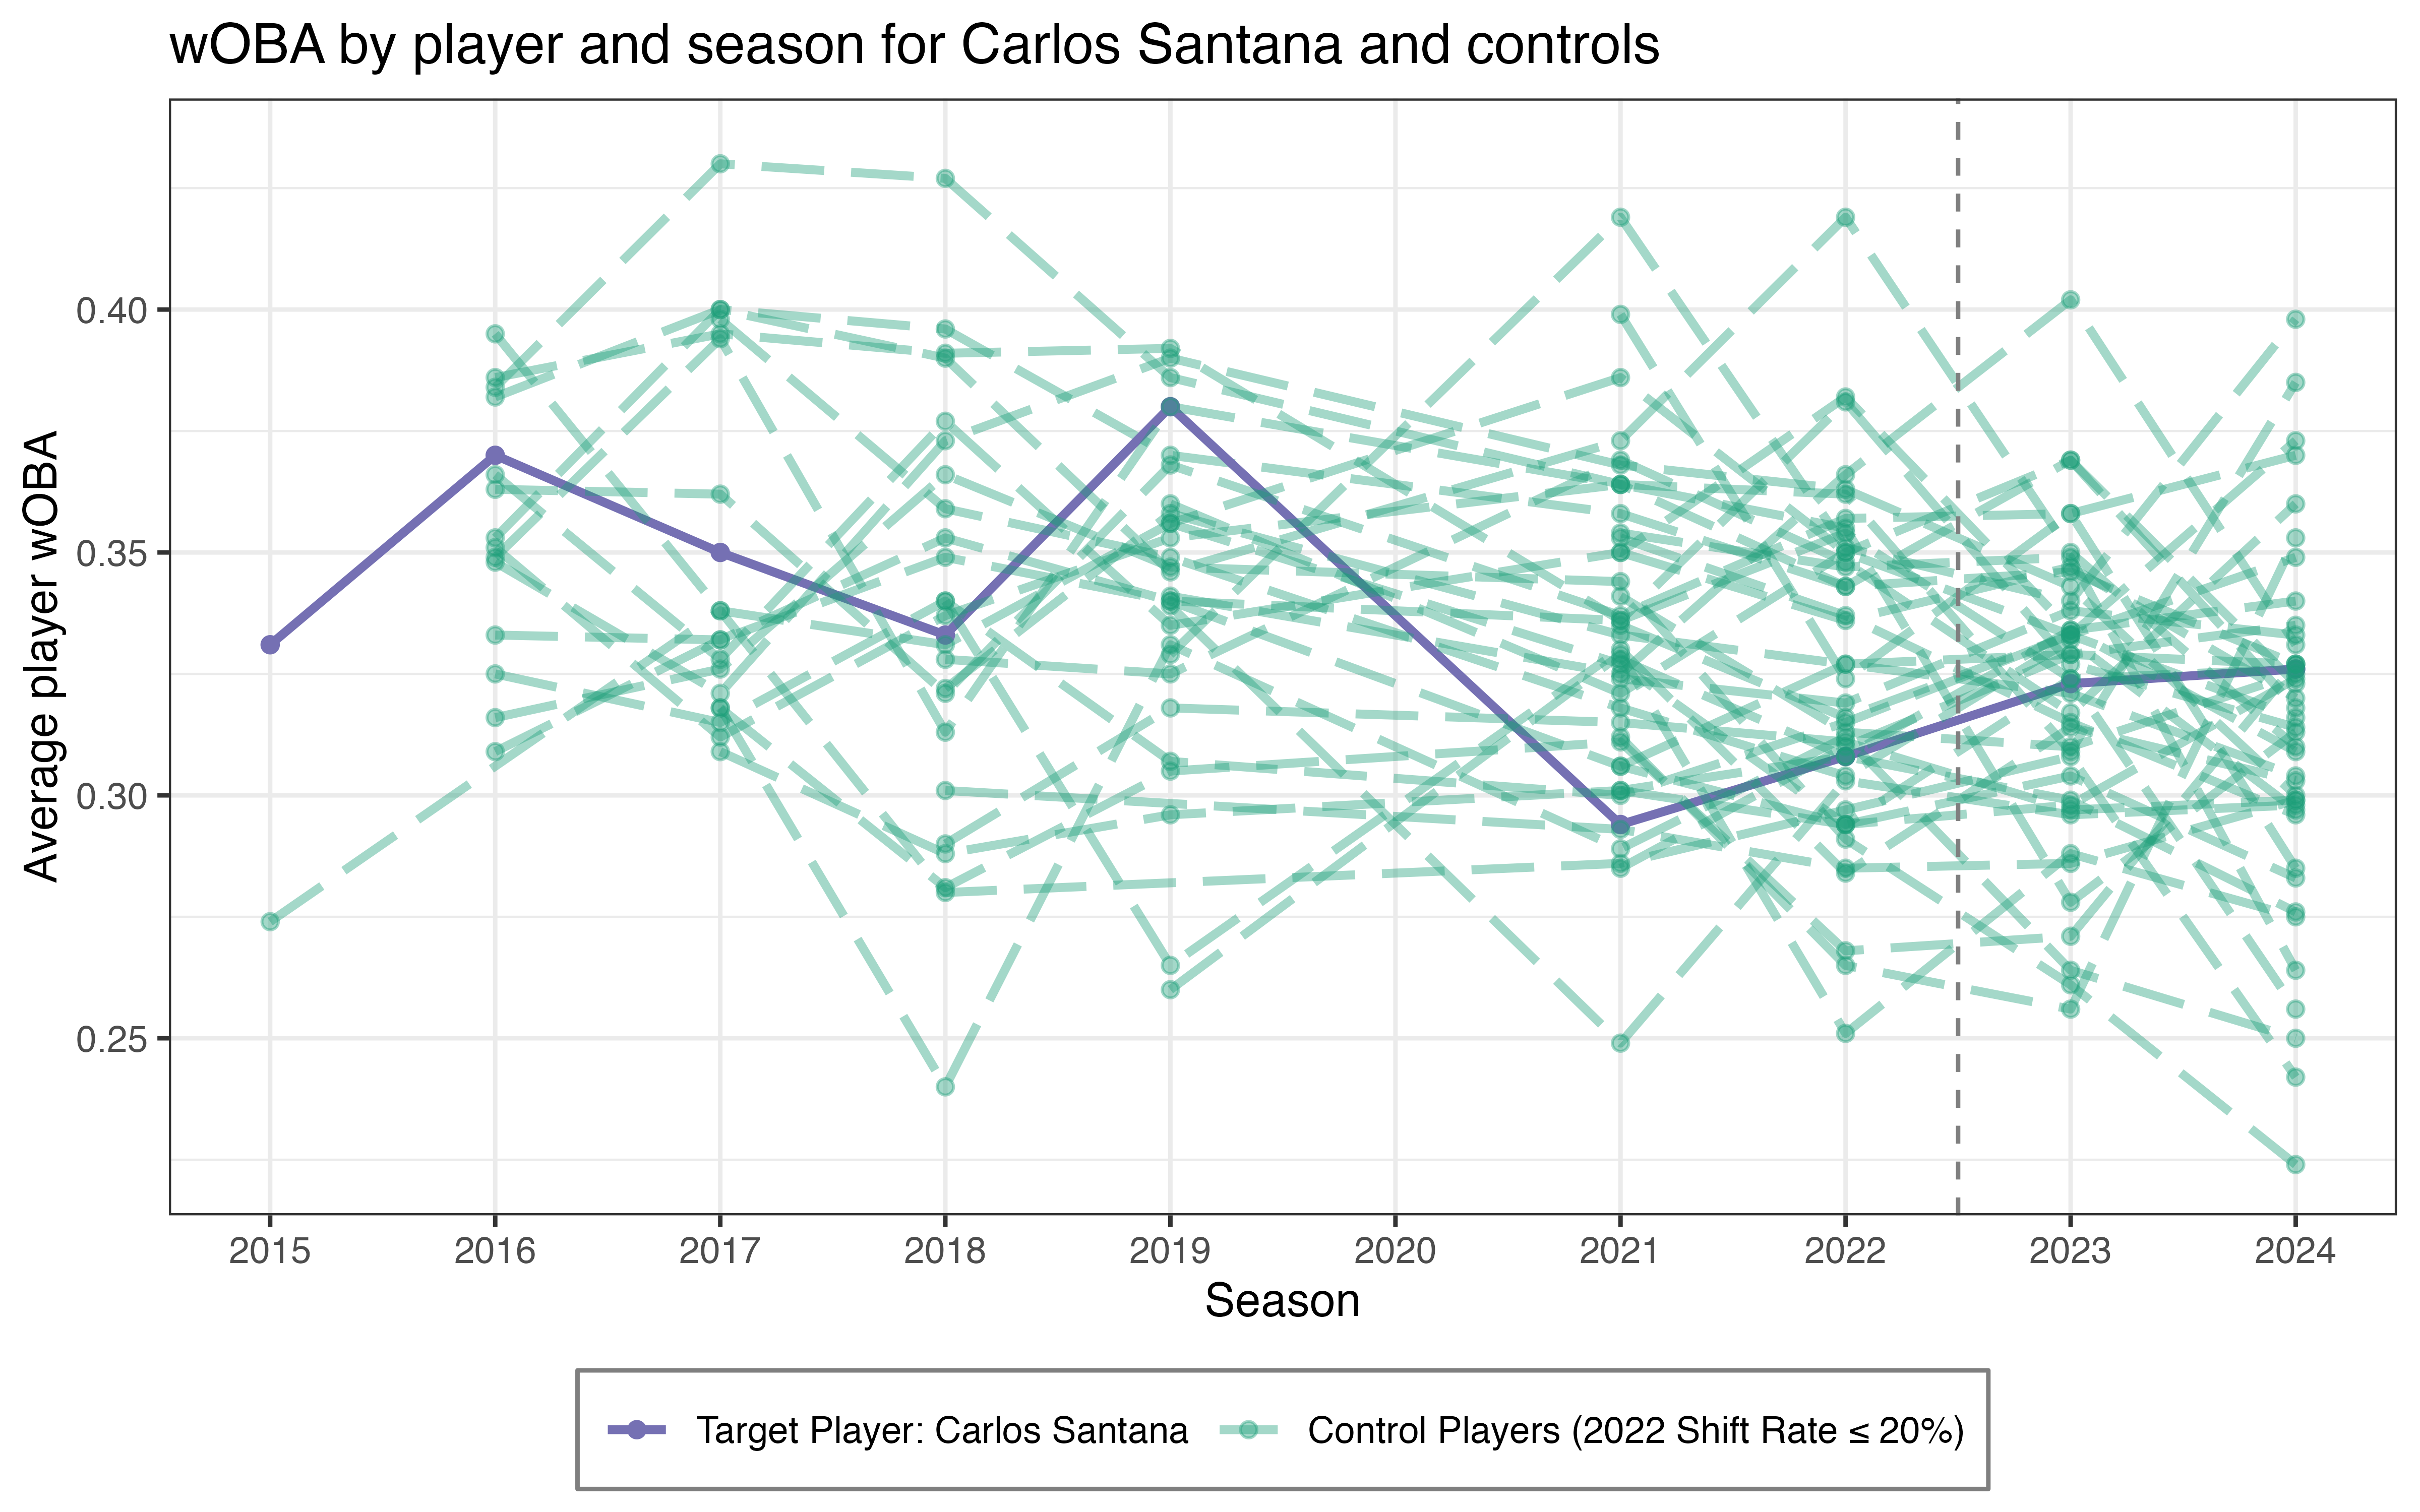 wOBA by player and season for Carlos Santana and controls
Average player wOBA
0.40
0.35
0.30
0.25
2015 2016 2017 2018 2019 2020 2021 2022 2023 2024
Season
Target Player: Carlos Santana Control Players (2022 Shift Rate ≤ 20%)